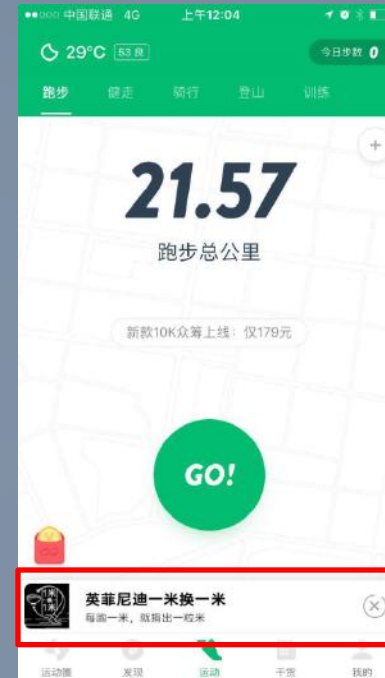 中国联通 4G 上午12:04
29°C 53 良 今日步数 0
跑步 健走 骑行 登山 训练
21.57
跑步总公里
新款10K众筹上线：仅179元
GO!
英菲尼迪一米换一米
每跑一米，就捐出一粒米
运动圈 发现 运动 干货 我的